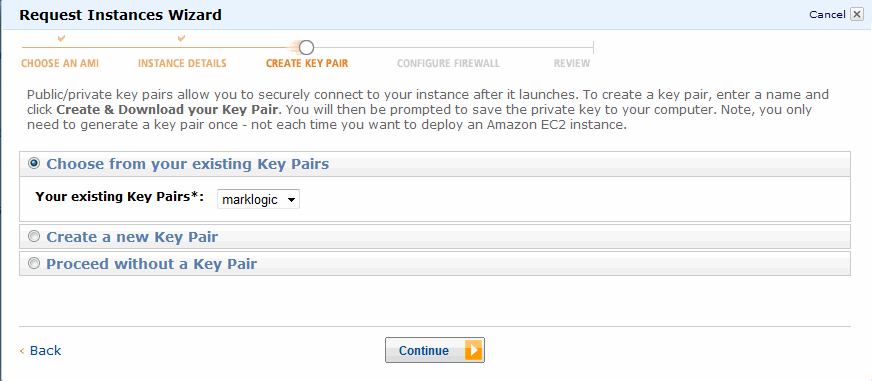 Request Instances Wizard
Cancel
CHOOSE AN AMI INSTANCE DETAILS CREATE KEY PAIR CONFIGURE FIREWALL REVIEW
Public/private key pairs allow you to securely connect to your instance after it launches. To create a key pair, enter a name and
click Create & Download your Key Pair. You will then be prompted to save the private key to your computer. Note, you only
need to generate a key pair once - not each time you want to deploy an Amazon EC2 instance.
Choose from your existing Key Pairs
Your existing Key Pairs*: marklogic
Create a new Key Pair
Proceed without a Key Pair
‹ Back
Continue